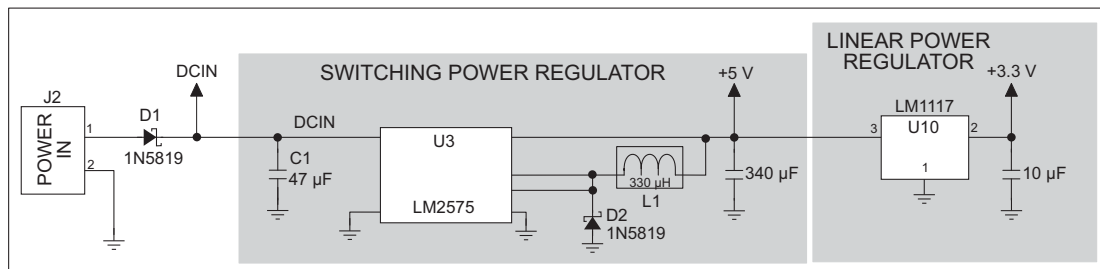 SWITCHING POWER REGULATOR
LINEAR POWER
REGULATOR
DCIN
+5 V
+3.3 V
J2
POWER
IN
1
2
D1
1N5819
DCIN
C1
47 µF
U3
LM2575
330 µH
L1
D2
1N5819
340 µF
LM1117
U10
3
2
1
10 µF